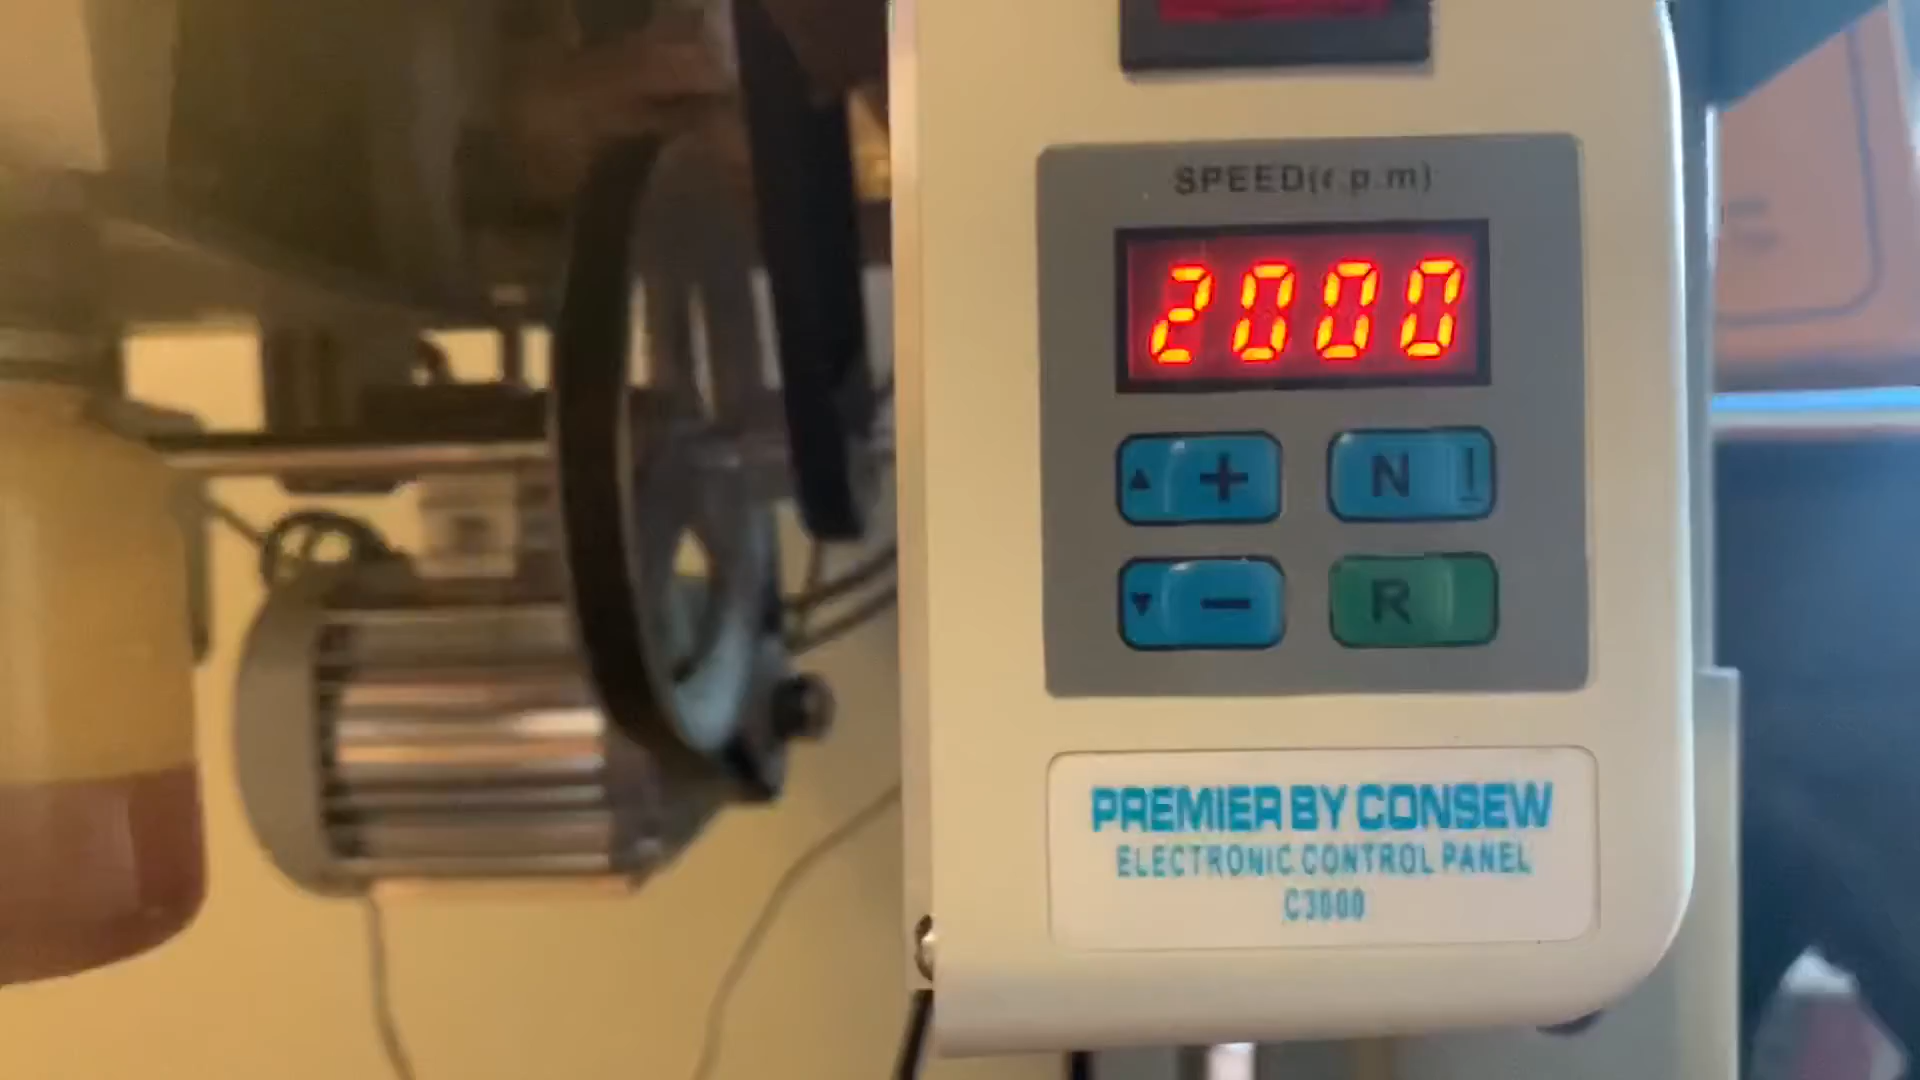 SPEED(r.p.m)
2000
▲ +
N !
▼ −
R
PREMIER BY CONSEW
ELECTRONIC CONTROL PANEL
C3000